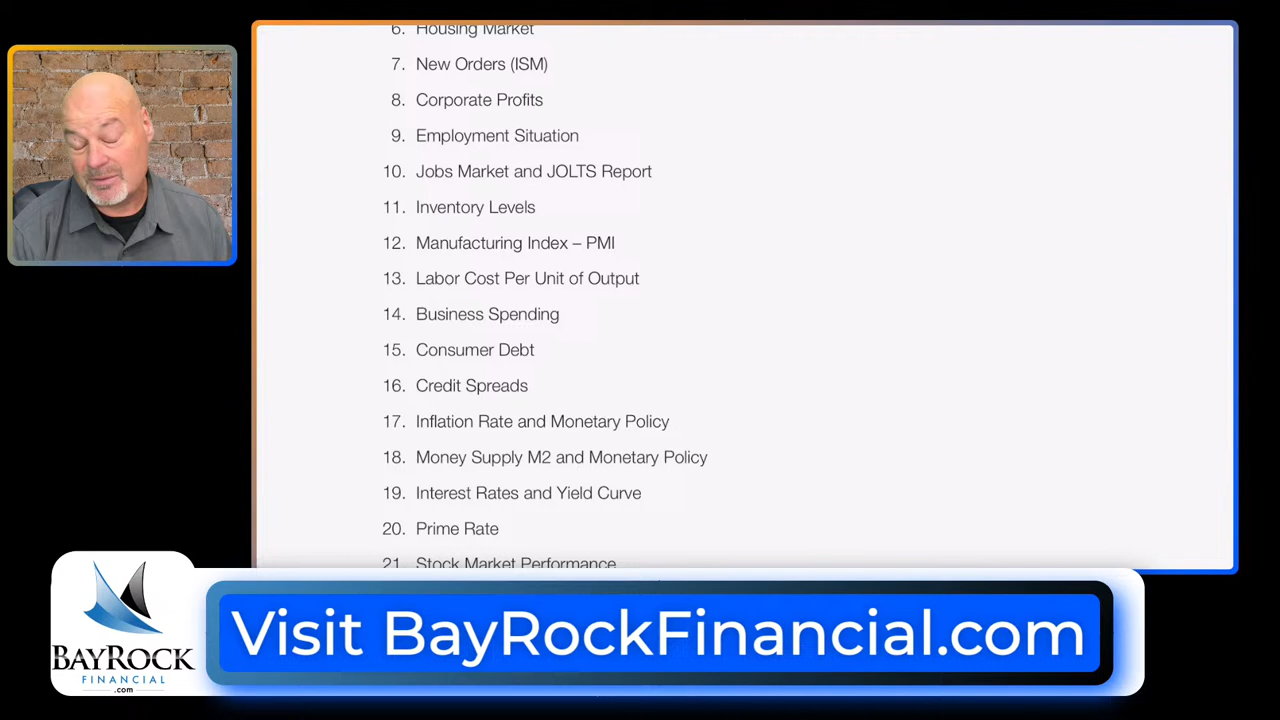 6. Housing Market
7. New Orders (ISM)
8. Corporate Profits
9. Employment Situation
10. Jobs Market and JOLTS Report
11. Inventory Levels
12. Manufacturing Index – PMI
13. Labor Cost Per Unit of Output
14. Business Spending
15. Consumer Debt
16. Credit Spreads
17. Inflation Rate and Monetary Policy
18. Money Supply M2 and Monetary Policy
19. Interest Rates and Yield Curve
20. Prime Rate
21. Stock Market Performance
BAYROCK
FINANCIAL
.com
Visit BayRockFinancial.com